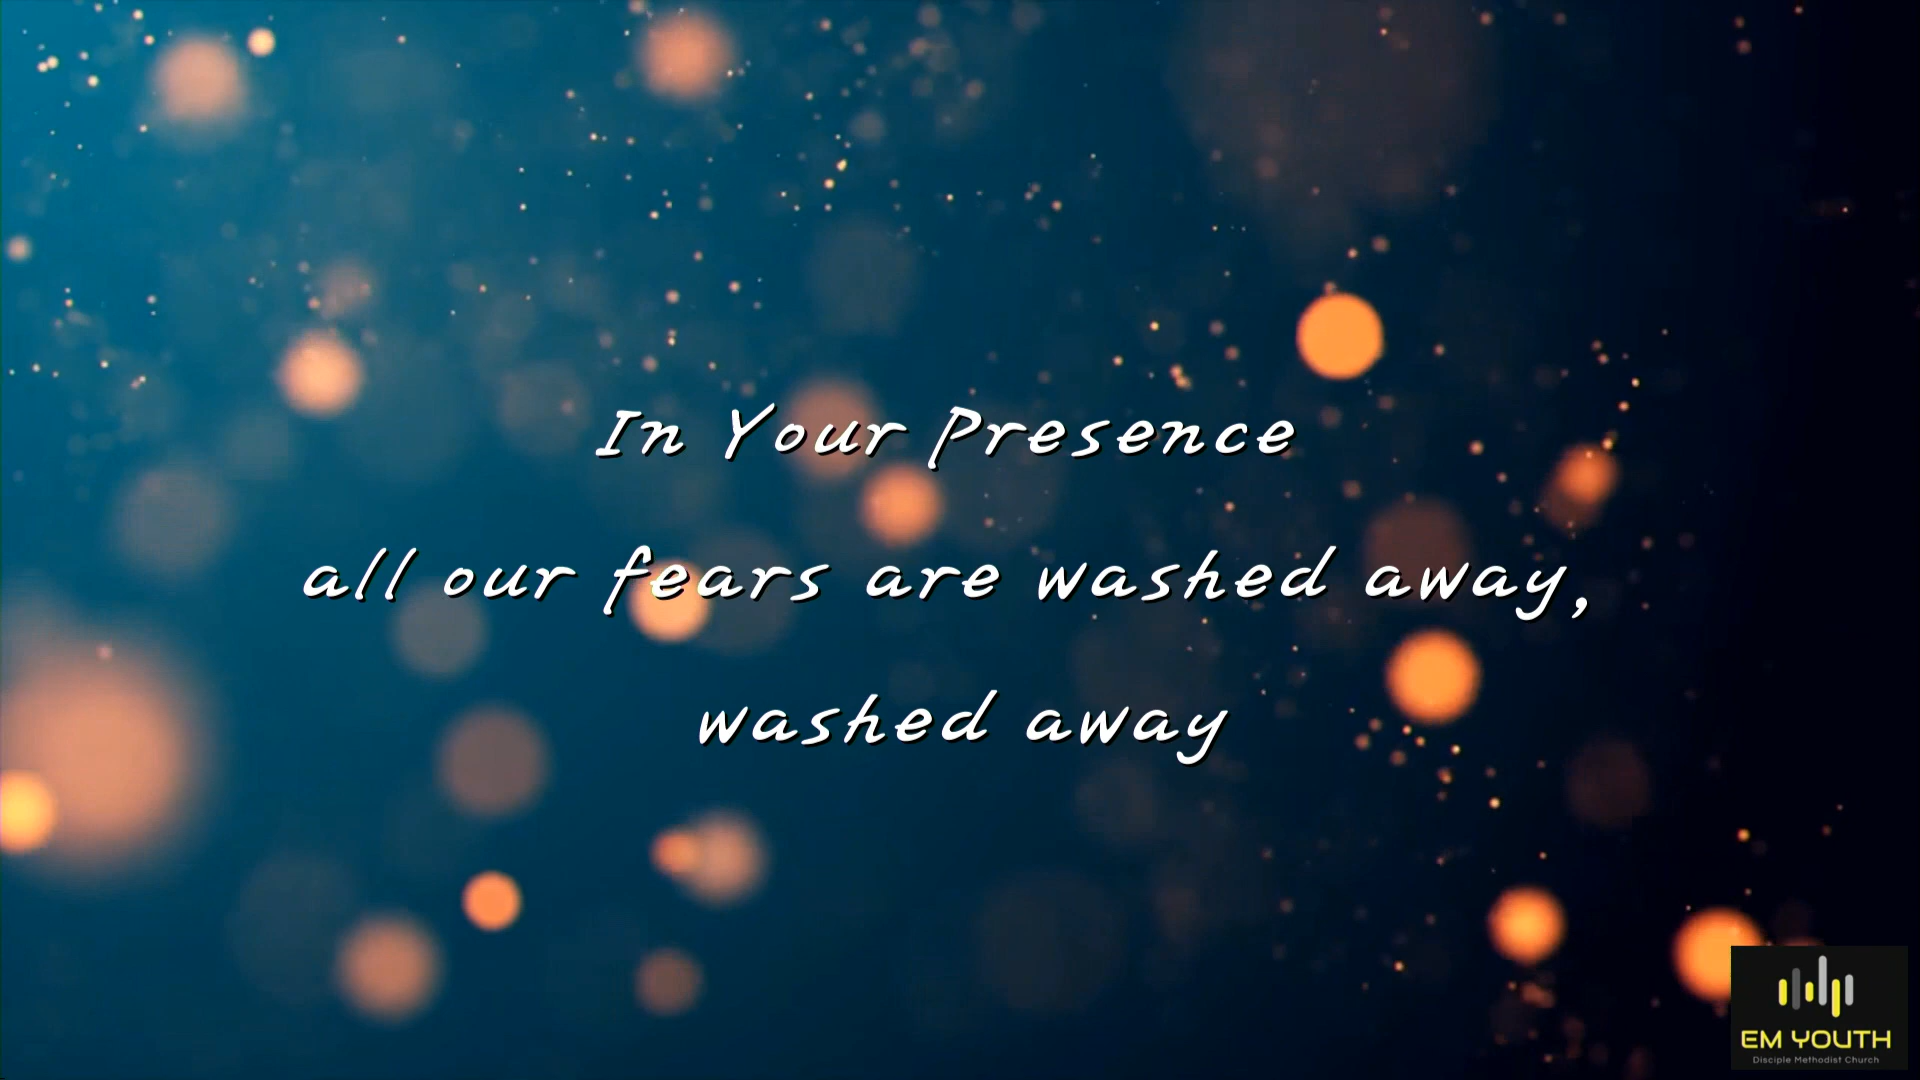 In Your Presence
all our fears are washed away,
washed away
EM YOUTH
Disciple Methodist Church